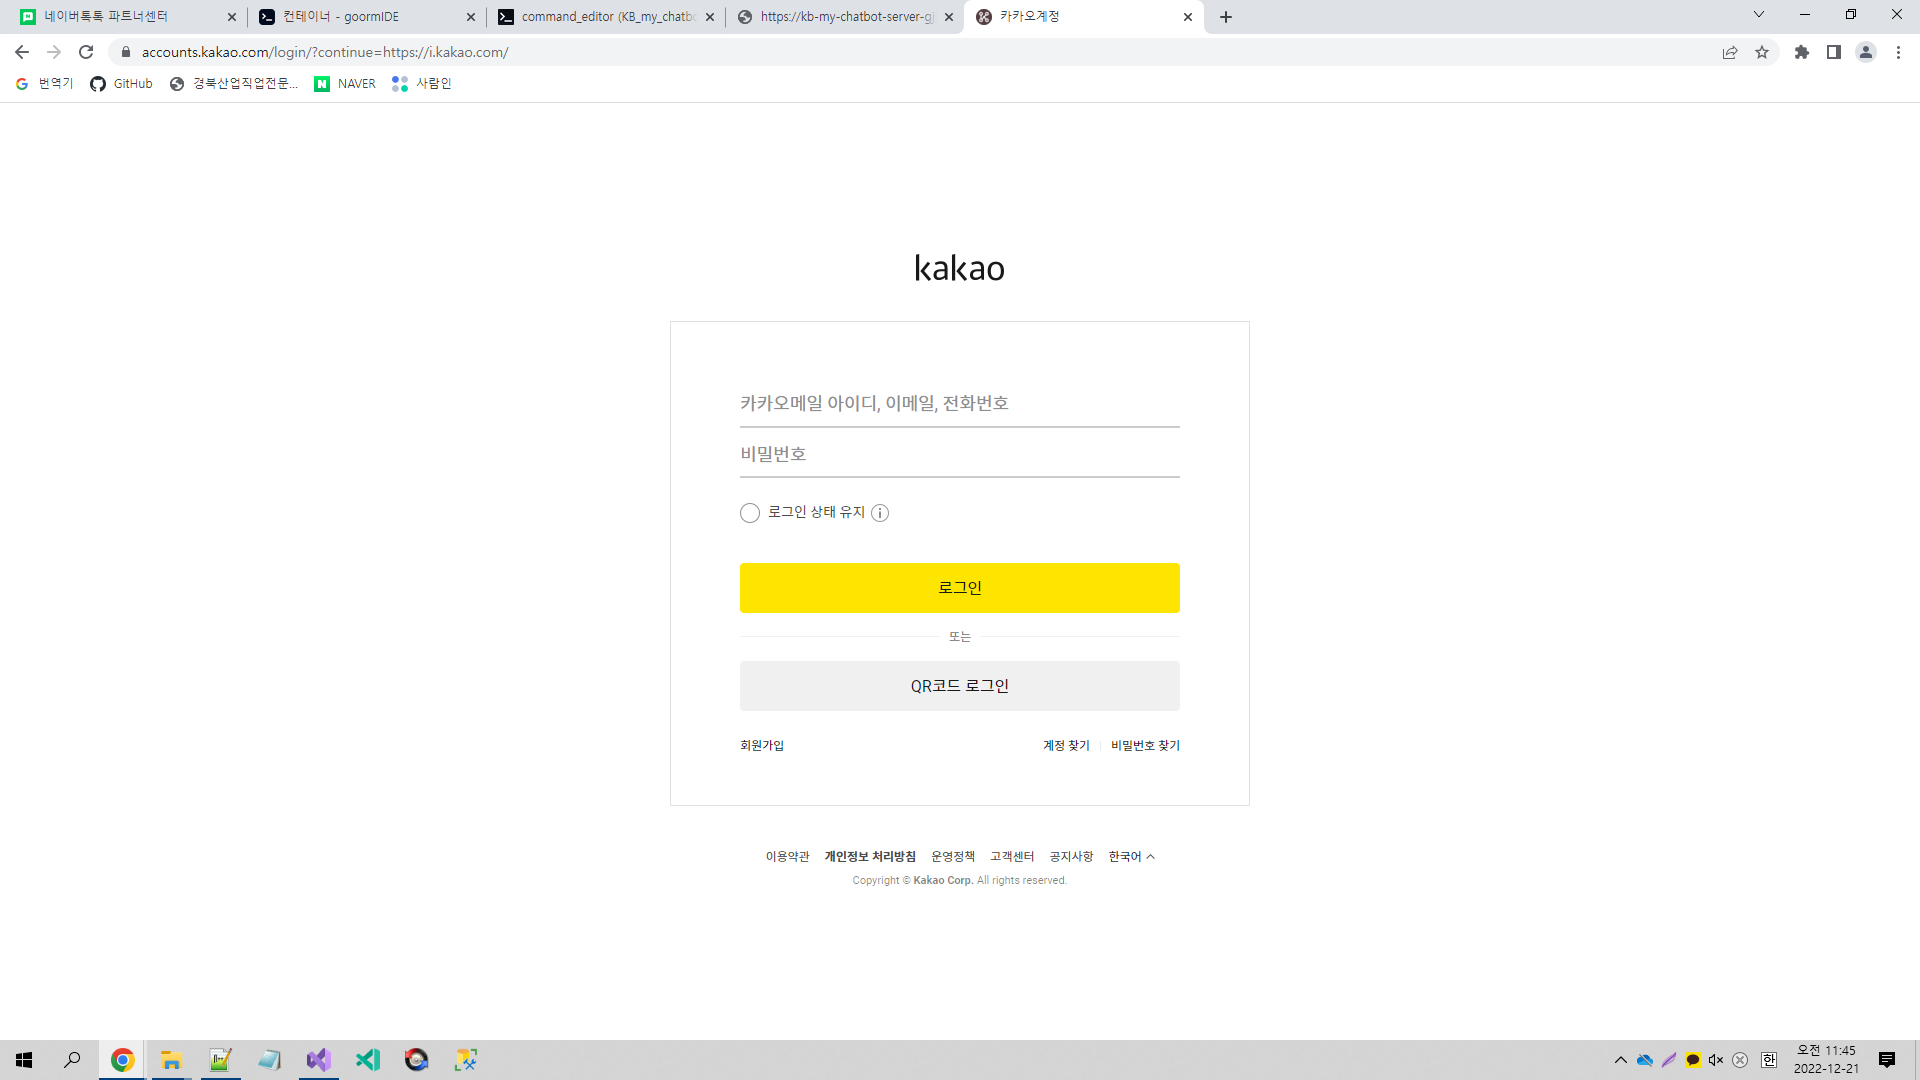 네이버톡톡 파트너센터
컨테이너 - goormIDE
command_editor (KB_my_chatb
https://kb-my-chatbot-server-g
카카오계정
accounts.kakao.com/login/?continue=https://i.kakao.com/
번역기
GitHub
경북산업직업전문...
NAVER
사람인
kakao
카카오메일 아이디, 이메일, 전화번호
비밀번호
로그인 상태 유지
로그인
또는
QR코드 로그인
회원가입
계정 찾기
비밀번호 찾기
이용약관 개인정보 처리방침 운영정책 고객센터 공지사항 한국어
Copyright © Kakao Corp. All rights reserved.
한
오전 11:45
2022-12-21